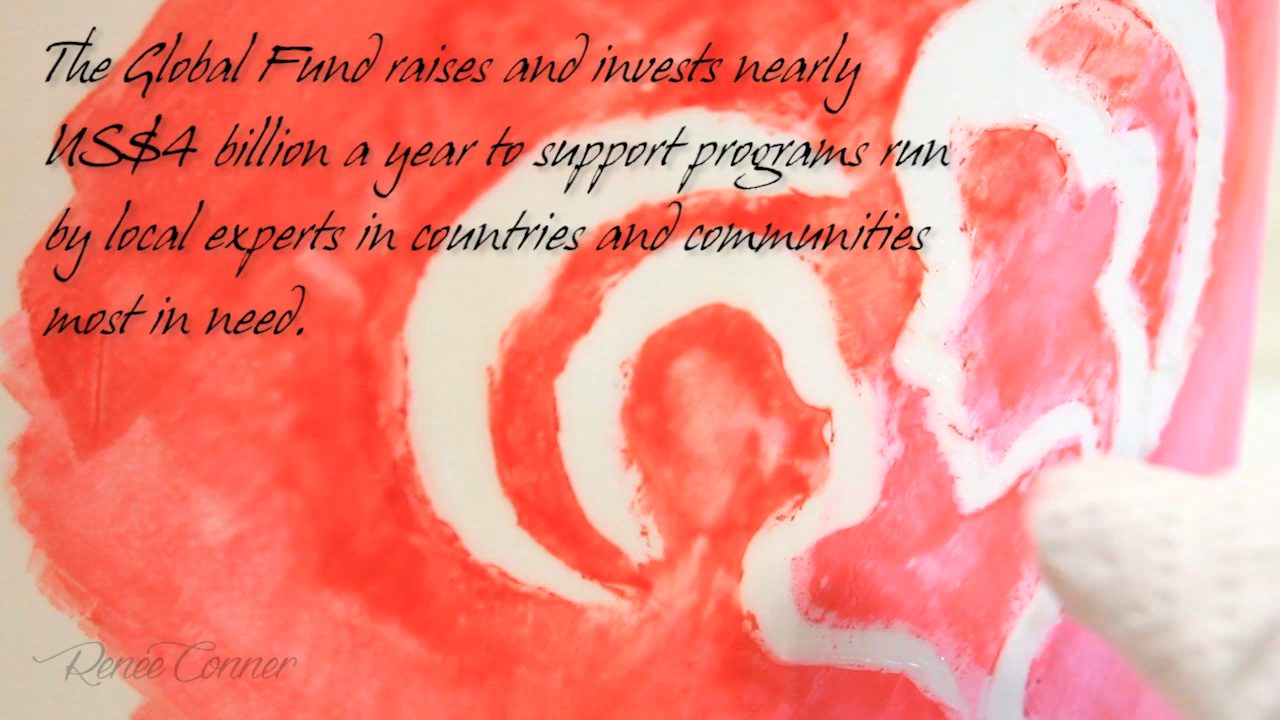 The Global Fund raises and invests nearly
US$4 billion a year to support programs run
by local experts in countries and communities
most in need.
Renee Conner